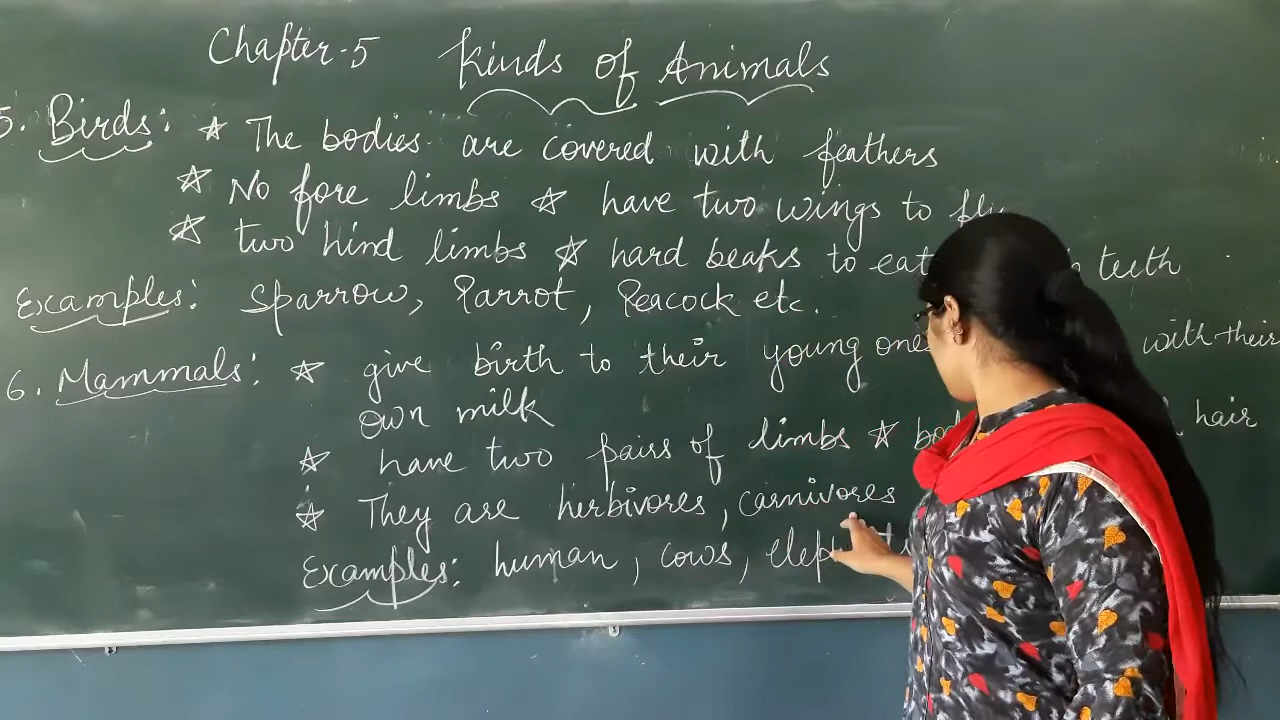 Chapter-5 Kinds of Animals
5. Birds: ☆ The bodies are covered with feathers
☆ No fore limbs ☆ have two wings to fly
☆ two hind limbs ☆ hard beaks to eat teeth
Examples: Sparrow, Parrot, Peacock etc.
6. Mammals: ☆ give birth to their young one with their
own milk
☆ have two pairs of limbs ☆ hair
☆ They are herbivores, carnivores
Examples: human, cows,